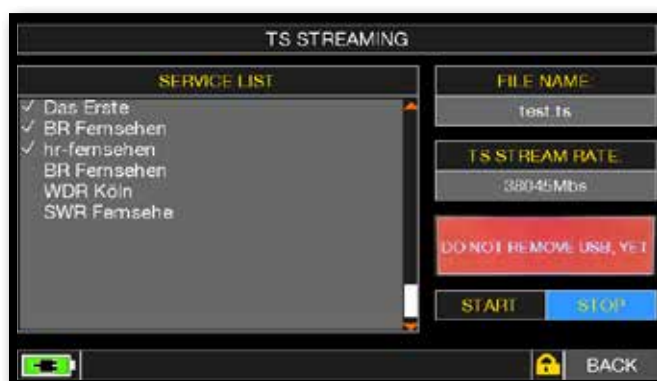 TS STREAMING
SERVICE LIST
✓ Das Erste
✓ BR Fernsehen
✓ hr-fernsehen
BR Fernsehen
WDR Köln
SWR Fernsehe
FILE NAME:
test.ts
TS STREAM RATE:
38045Mbs
DO NOT REMOVE USB, YET
START STOP
BACK